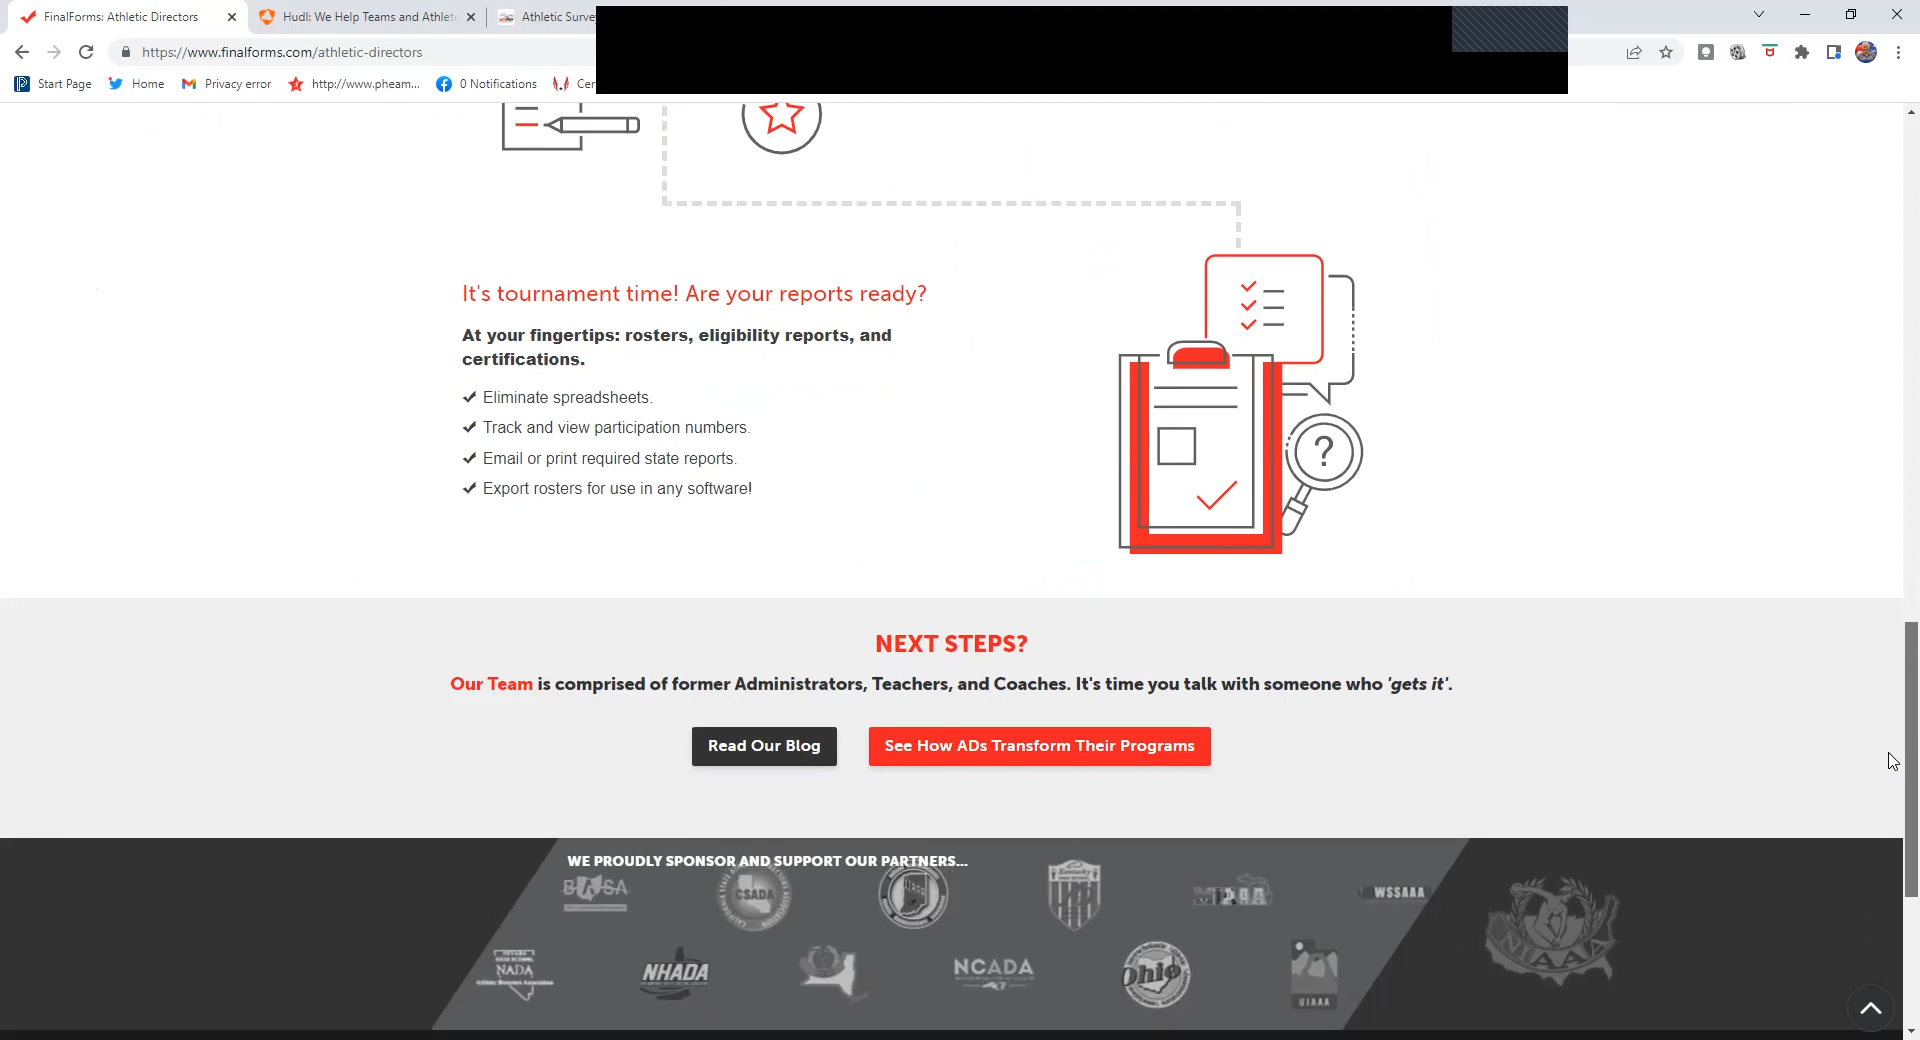 FinalForms: Athletic Directors
Hudl: We Help Teams and Athlet
Athletic Surve
https://www.finalforms.com/athletic-directors
Start Page
Home
Privacy error
http://www.pheam...
0 Notifications
Cer
It's tournament time! Are your reports ready?
At your fingertips: rosters, eligibility reports, and
certifications.
Eliminate spreadsheets.
Track and view participation numbers.
Email or print required state reports.
Export rosters for use in any software!
?
NEXT STEPS?
Our Team is comprised of former Administrators, Teachers, and Coaches. It's time you talk with someone who 'gets it'.
Read Our Blog
See How ADs Transform Their Programs
WE PROUDLY SPONSOR AND SUPPORT OUR PARTNERS...
BASA
CSADA
Kentucky
WSSAAA
NIAAA
NADA
NHADA
NCADA
Ohio
UIAAA